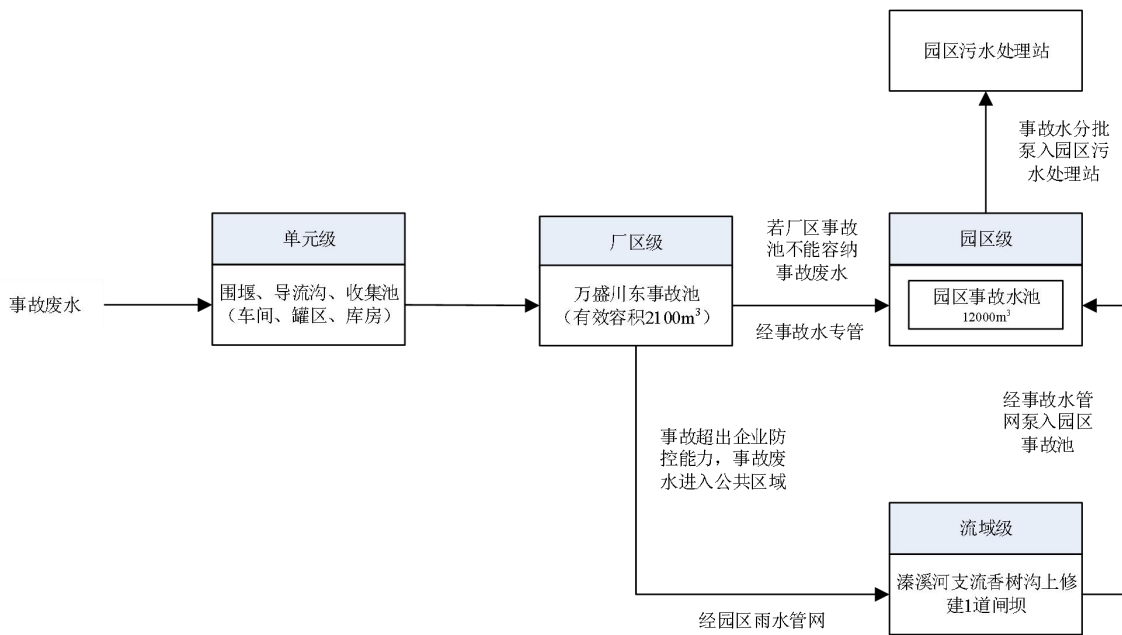 园区污水处理站
事故水分批
泵入园区污
水处理站
单元级
围堰、导流沟、收集池
（车间、罐区、库房）
事故废水
厂区级
万盛川东事故池
（有效容积2100m³）
若厂区事故
池不能容纳
事故废水
经事故水专管
园区级
园区事故水池
12000m³
经事故水管
网泵入园区
事故池
事故超出企业防
控能力，事故废
水进入公共区域
经园区雨水管网
流域级
溱溪河支流香树沟上修
建1道闸坝